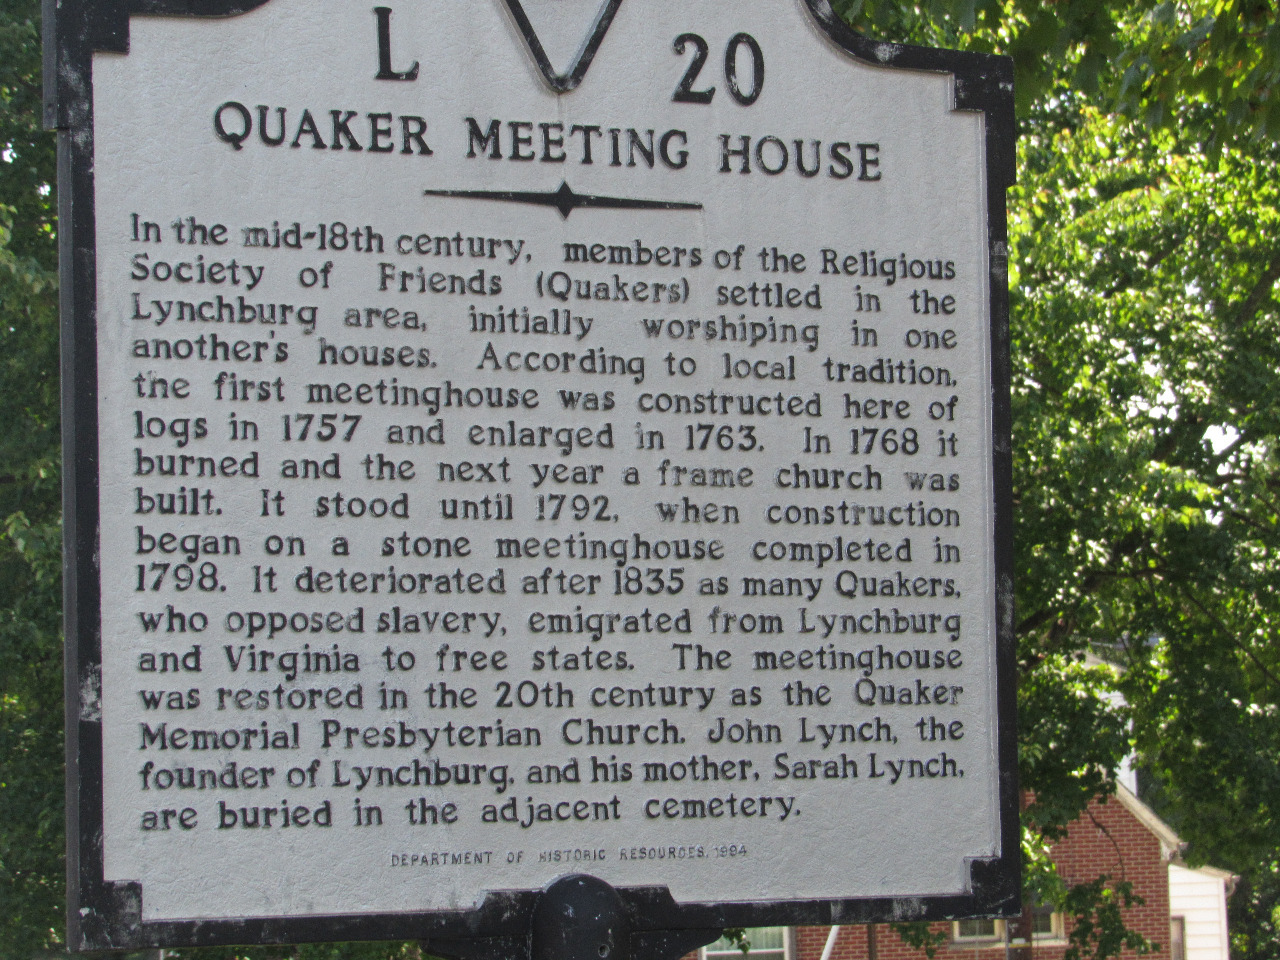 L 20
QUAKER MEETING HOUSE
In the mid-18th century, members of the Religious
Society of Friends (Quakers) settled in the
Lynchburg area, initially worshiping in one
another's houses. According to local tradition,
the first meetinghouse was constructed here of
logs in 1757 and enlarged in 1763. In 1768 it
burned and the next year a frame church was
built. It stood until 1792, when construction
began on a stone meetinghouse completed in
1798. It deteriorated after 1835 as many Quakers,
who opposed slavery, emigrated from Lynchburg
and Virginia to free states. The meetinghouse
was restored in the 20th century as the Quaker
Memorial Presbyterian Church. John Lynch, the
founder of Lynchburg, and his mother, Sarah Lynch,
are buried in the adjacent cemetery.
DEPARTMENT OF HISTORIC RESOURCES, 1994